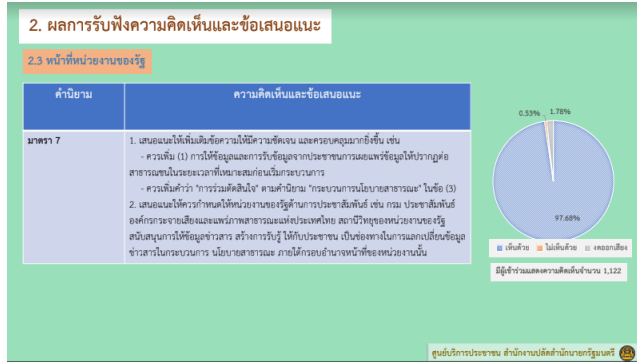 2. ผลการรับฟังความคิดเห็นและข้อเสนอแนะ
2.3 หน้าที่หน่วยงานของรัฐ
คำนิยาม
ความคิดเห็นและข้อเสนอแนะ
มาตรา 7
1. เสนอแนะให้เพิ่มเติมข้อความให้มีความชัดเจน และครอบคลุมมากยิ่งขึ้น เช่น
- ควรเพิ่ม (1) การให้ข้อมูลและการรับข้อมูลจากประชาชนการเผยแพร่ข้อมูลให้ปรากฏต่อ
สาธารณชนในระยะเวลาที่เหมาะสมก่อนเริ่มกระบวนการ
- ควรเพิ่มคำว่า "การร่วมตัดสินใจ" ตามคำนิยาม "กระบวนการนโยบายสาธารณะ" ในข้อ (3)
2. เสนอแนะให้ควรกำหนดให้หน่วยงานของรัฐด้านการประชาสัมพันธ์ เช่น กรม ประชาสัมพันธ์
องค์กรกระจายเสียงและแพร่ภาพสาธารณะแห่งประเทศไทย สถานีวิทยุของหน่วยงานของรัฐ
สนับสนุนการให้ข้อมูลข่าวสาร สร้างการรับรู้ ให้กับประชาชน เป็นช่องทางในการแลกเปลี่ยนข้อมูล
ข่าวสารในกระบวนการ นโยบายสาธารณะ ภายใต้กรอบอำนาจหน้าที่ของหน่วยงานนั้น
0.53% 1.78%
97.68%
เห็นด้วย ไม่เห็นด้วย งดออกเสียง
มีผู้เข้าร่วมแสดงความคิดเห็นจำนวน 1,122
ศูนย์บริการประชาชน สำนักงานปลัดสำนักนายกรัฐมนตรี